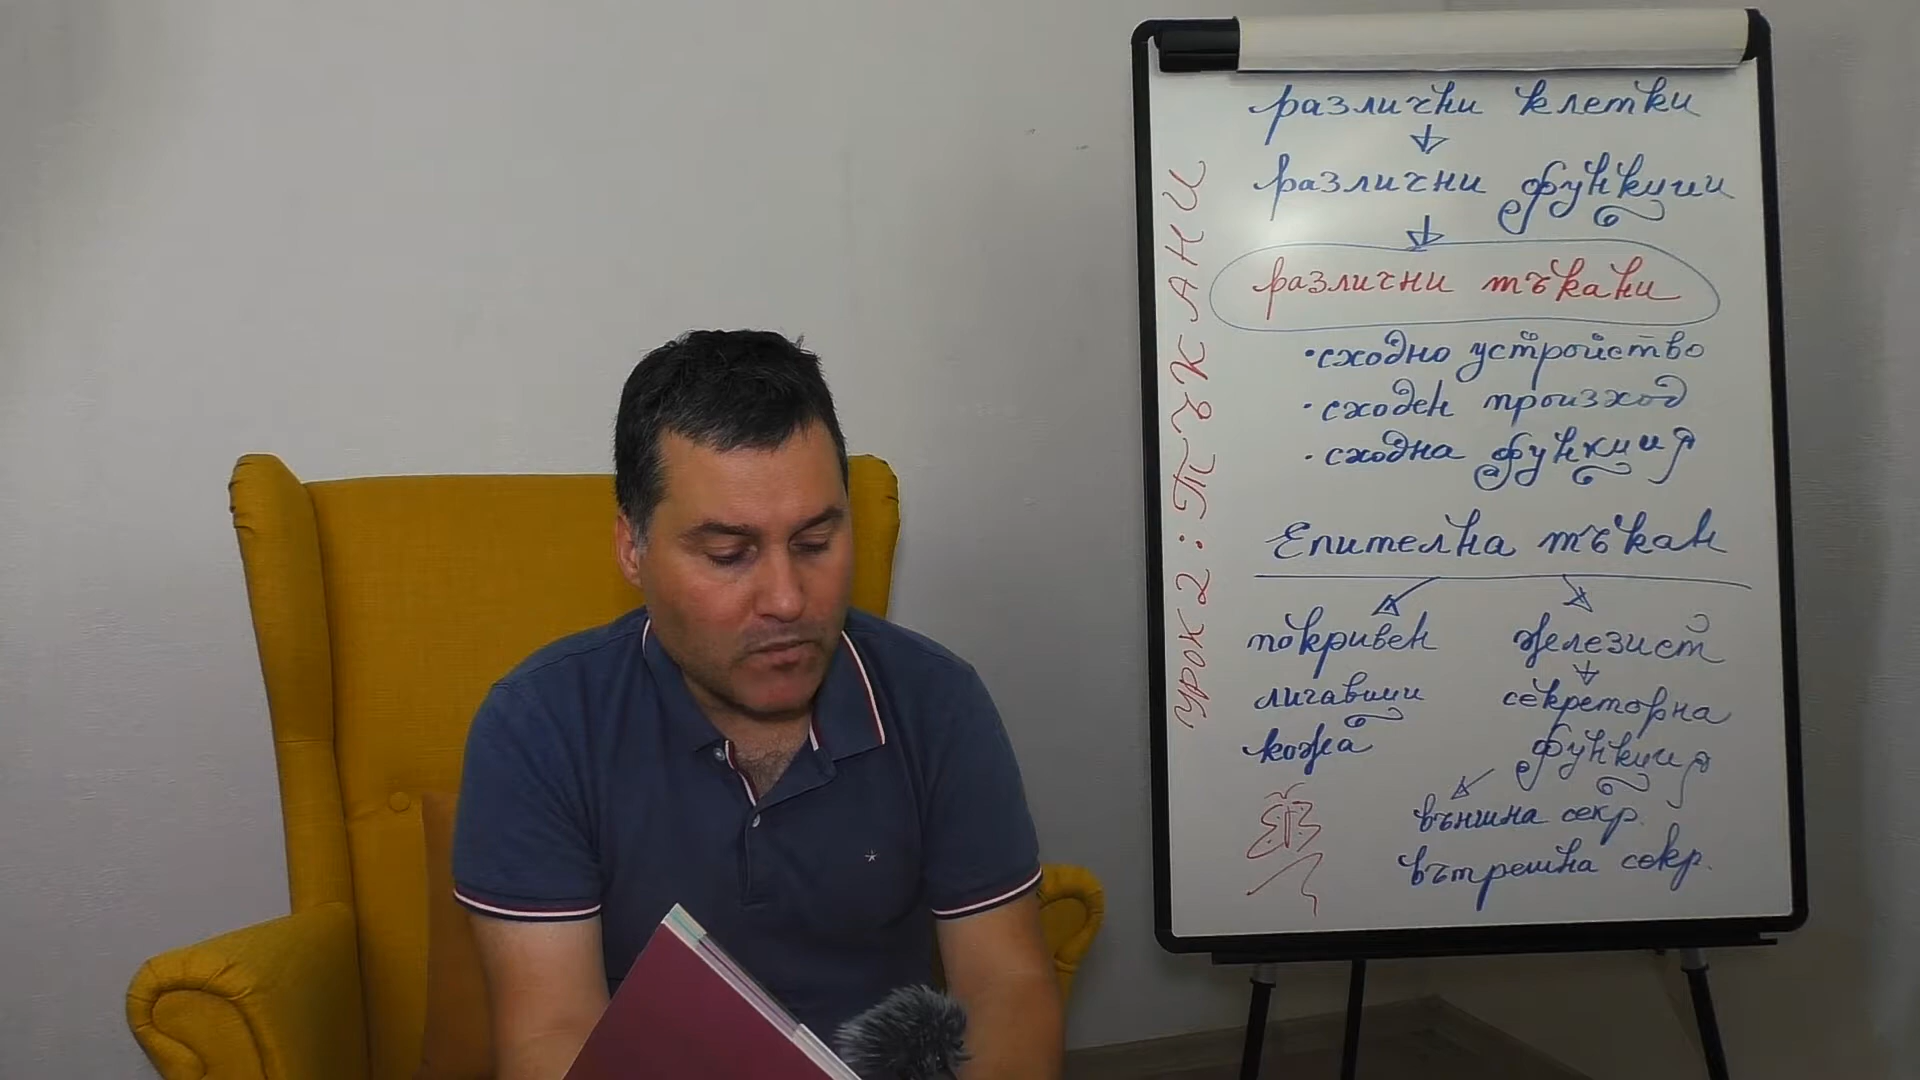 УРОК 2: ТЪКАНИ
различни клетки
различни функции
различни тъкани
• сходно устройство
• сходен произход
• сходна функция
Епителна тъкан
покривен железист
лигавици секреторна
кожа функция
външна секр.
вътрешна секр.